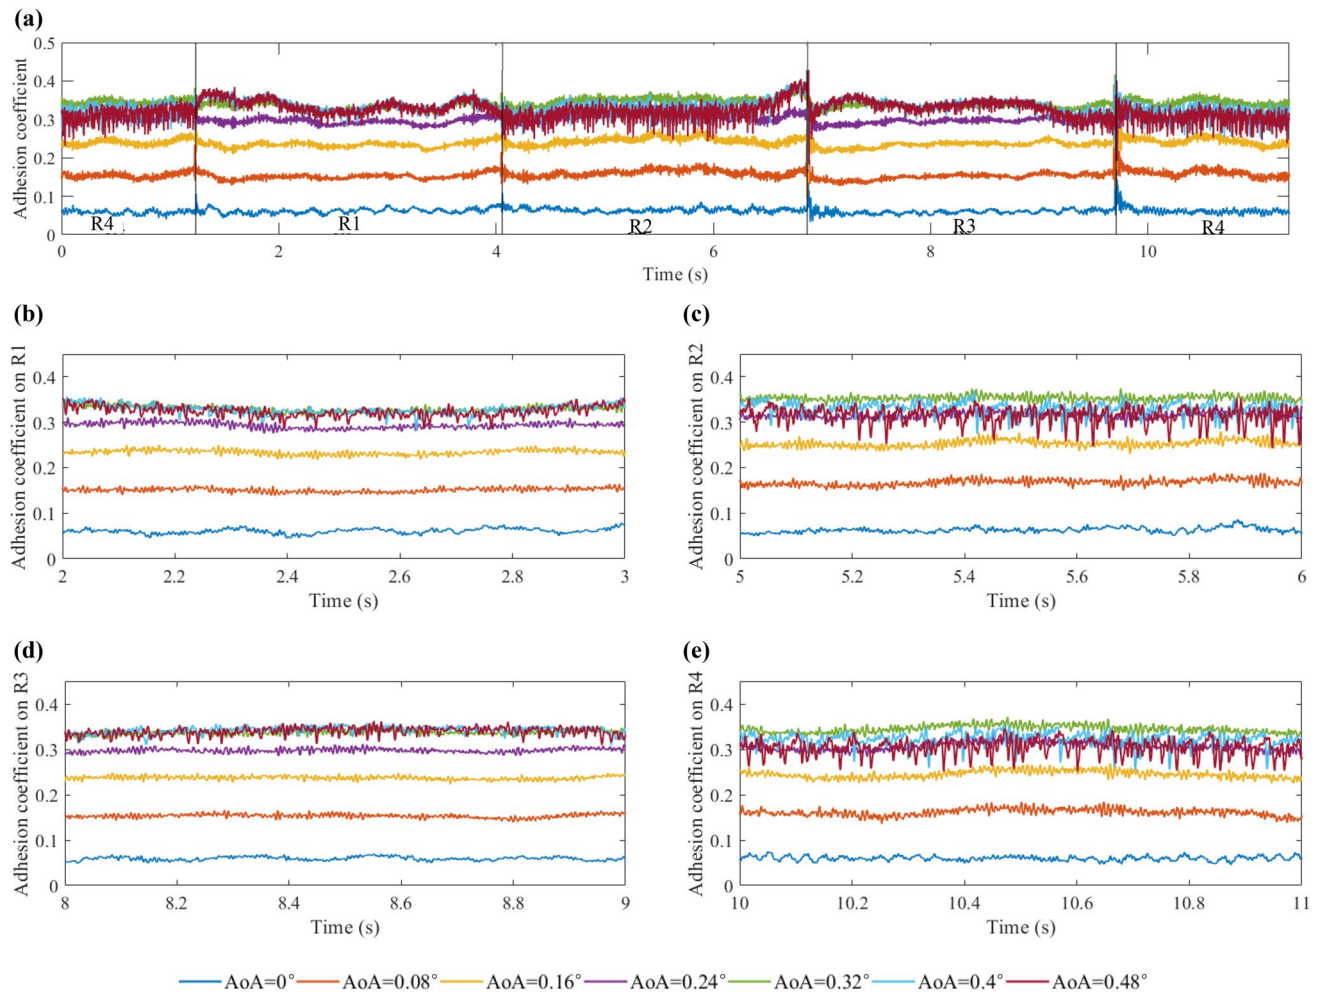 (a)
Adhesion coefficient
0.5
0.4
0.3
0.2
0.1
0
R4
R1
R2
R3
R4
0
2
4
6
8
10
Time (s)
(b)
Adhesion coefficient on R1
0.4
0.3
0.2
0.1
0
2
2.2
2.4
2.6
2.8
3
Time (s)
(c)
Adhesion coefficient on R2
0.4
0.3
0.2
0.1
0
5
5.2
5.4
5.6
5.8
6
Time (s)
(d)
Adhesion coefficient on R3
0.4
0.3
0.2
0.1
0
8
8.2
8.4
8.6
8.8
9
Time (s)
(e)
Adhesion coefficient on R4
0.4
0.3
0.2
0.1
0
10
10.2
10.4
10.6
10.8
11
Time (s)
AoA=0° AoA=0.08° AoA=0.16° AoA=0.24° AoA=0.32° AoA=0.4° AoA=0.48°